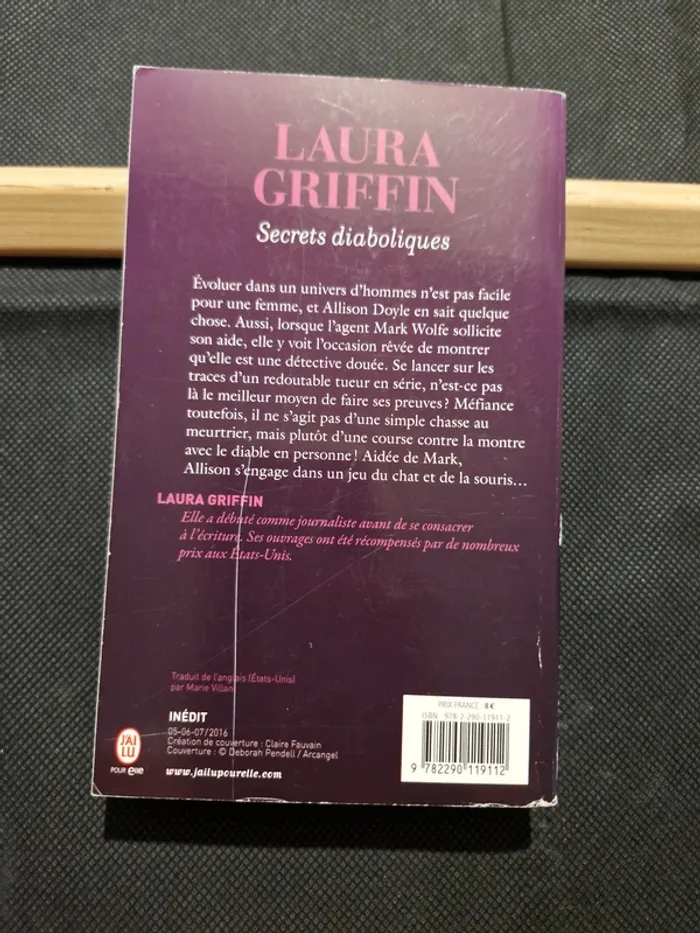 LAURA
GRIFFIN
Secrets diaboliques
Évoluer dans un univers d'hommes n'est pas facile
pour une femme, et Allison Doyle en sait quelque
chose. Aussi, lorsque l'agent Mark Wolfe sollicite
son aide, elle y voit l'occasion rêvée de montrer
qu'elle est une détective douée. Se lancer sur les
traces d'un redoutable tueur en série, n'est-ce pas
là le meilleur moyen de faire ses preuves ? Méfiance
toutefois, il ne s'agit pas d'une simple chasse au
meurtrier, mais plutôt d'une course contre la montre
avec le diable en personne ! Aidée de Mark,
Allison s'engage dans un jeu du chat et de la souris…
LAURA GRIFFIN
Elle a débuté comme journaliste avant de se consacrer
à l'écriture. Ses ouvrages ont été récompensés par de nombreux
prix aux États-Unis.
Traduit de l'anglais (États-Unis)
par Marie Villani
INÉDIT
05-06-07/2016
Création de couverture : Claire Fauvain
Couverture : © Deborah Pendell / Arcangel
www.jailupourelle.com
J'AI
LU
POUR elle
PRIX FRANCE : 8 €
ISBN : 978-2-290-11911-2
9 782290 119112